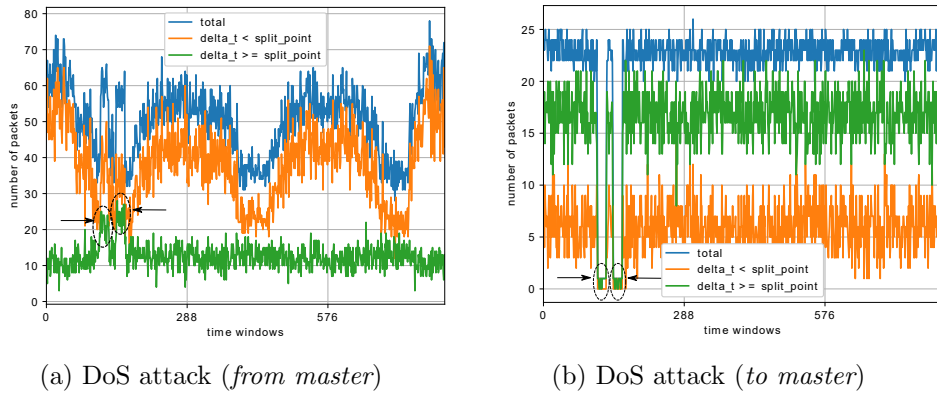 80
70
60
50
40
30
20
10
0
number of packets
total
delta_t < split_point
delta_t >= split_point
0
288
576
time windows
(a) DoS attack (from master)
25
20
15
10
5
0
number of packets
total
delta_t < split_point
delta_t >= split_point
0
288
576
time windows
(b) DoS attack (to master)